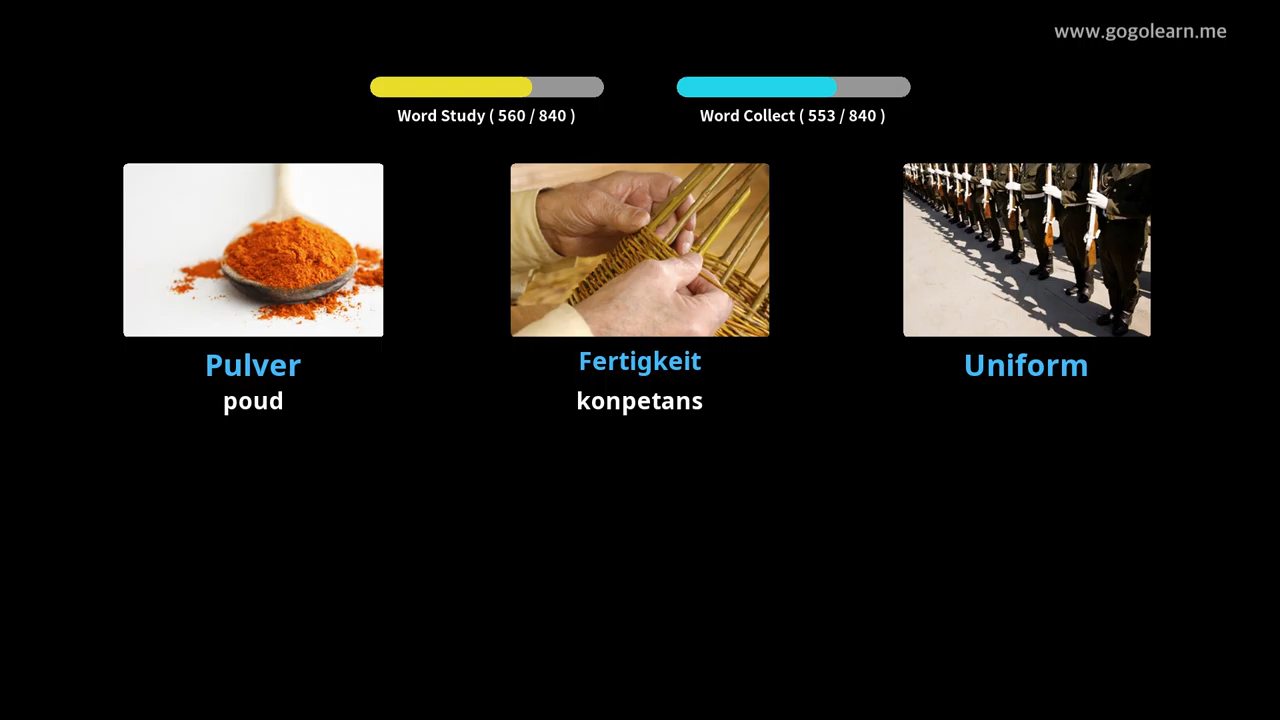 www.gogolearn.me
Word Study ( 560 / 840 )
Word Collect ( 553 / 840 )
Pulver
poud
Fertigkeit
konpetans
Uniform